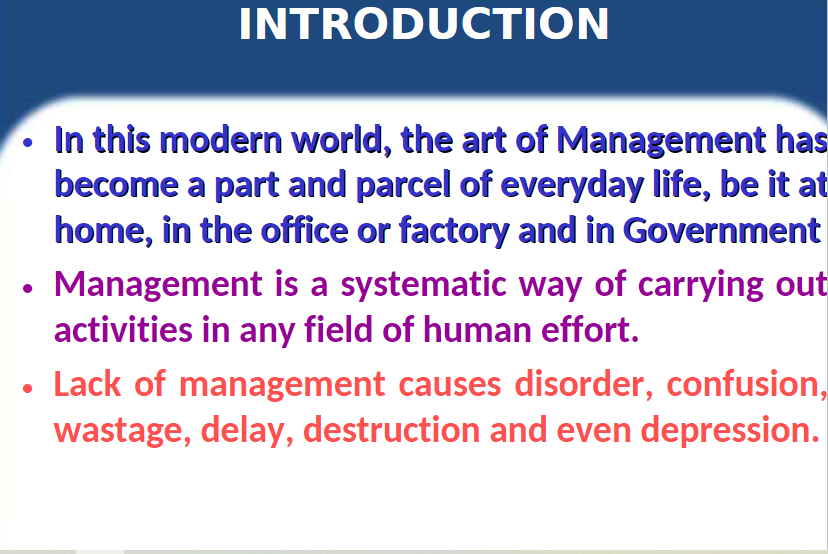 INTRODUCTION
• In this modern world, the art of Management has
become a part and parcel of everyday life, be it at
home, in the office or factory and in Government
• Management is a systematic way of carrying out
activities in any field of human effort.
• Lack of management causes disorder, confusion,
wastage, delay, destruction and even depression.